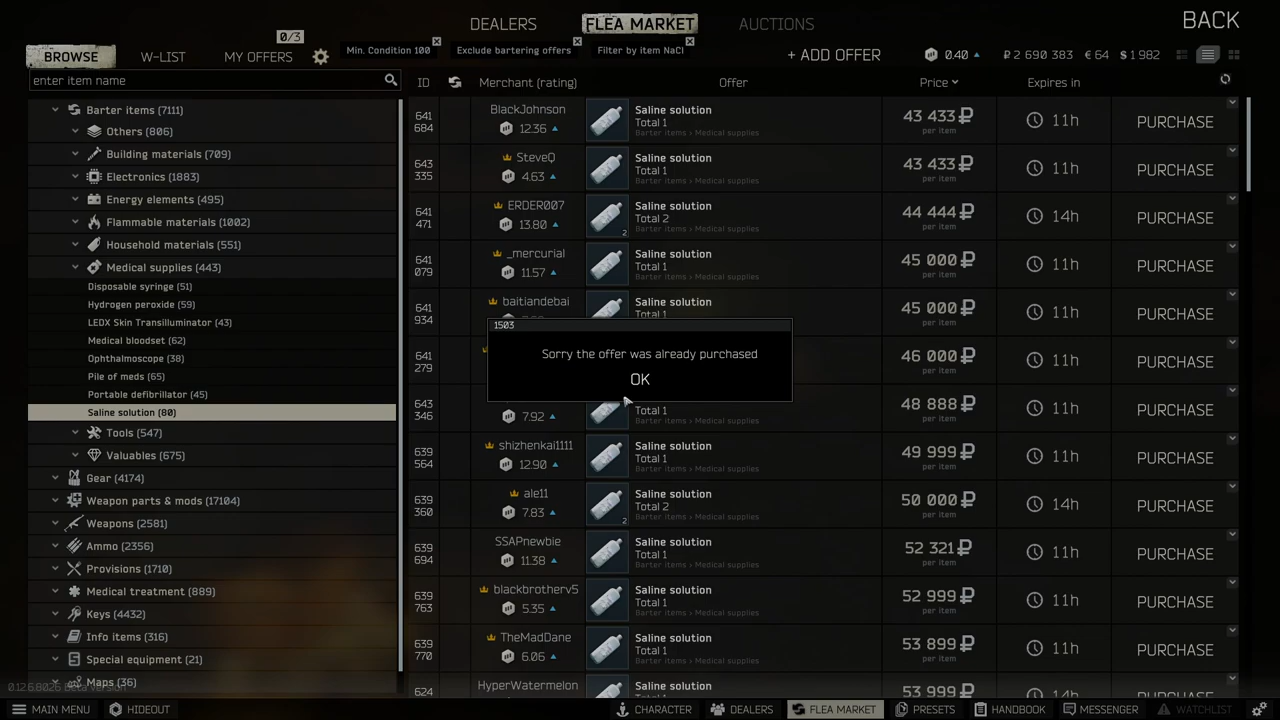 DEALERS
FLEA MARKET
AUCTIONS
BACK
0/3
BROWSE
W-LIST
MY OFFERS
Min. Condition 100
Exclude bartering offers
Filter by item NaCl
+ ADD OFFER
0.40
₽ 2 690 383
€ 64
$ 1 982
enter item name
ID
Merchant (rating)
Offer
Price
Expires in
Barter items (7111)
Others (806)
Building materials (709)
Electronics (1883)
Energy elements (495)
Flammable materials (1002)
Household materials (551)
Medical supplies (443)
Disposable syringe (51)
Hydrogen peroxide (59)
LEDX Skin Transilluminator (43)
Medical bloodset (62)
Ophthalmoscope (38)
Pile of meds (65)
Portable defibrillator (45)
Saline solution (80)
Tools (547)
Valuables (675)
Gear (4174)
Weapon parts & mods (17104)
Weapons (2581)
Ammo (2356)
Provisions (1710)
Medical treatment (889)
Keys (4432)
Info items (316)
Special equipment (21)
Maps (36)
641
684
BlackJohnson
12.36
Saline solution
Total 1
Barter items › Medical supplies
43 433 ₽
per item
11h
PURCHASE
643
335
SteveQ
4.63
Saline solution
Total 1
Barter items › Medical supplies
43 433 ₽
per item
11h
PURCHASE
641
471
ERDER007
13.80
2
Saline solution
Total 2
Barter items › Medical supplies
44 444 ₽
per item
14h
PURCHASE
641
079
_mercurial
11.57
Saline solution
Total 1
Barter items › Medical supplies
45 000 ₽
per item
11h
PURCHASE
641
934
baitiandebai
Saline solution
Total 1
45 000 ₽
per item
11h
PURCHASE
1503
Sorry the offer was already purchased
OK
641
279
46 000 ₽
per item
11h
PURCHASE
643
346
7.92
Total 1
Barter items › Medical supplies
48 888 ₽
per item
11h
PURCHASE
639
564
shizhenkai1111
12.90
Saline solution
Total 1
Barter items › Medical supplies
49 999 ₽
per item
11h
PURCHASE
639
360
ale11
7.83
2
Saline solution
Total 2
Barter items › Medical supplies
50 000 ₽
per item
14h
PURCHASE
639
694
SSAPnewbie
11.38
Saline solution
Total 1
Barter items › Medical supplies
52 321 ₽
per item
11h
PURCHASE
639
763
blackbrotherv5
5.35
Saline solution
Total 1
Barter items › Medical supplies
52 999 ₽
per item
11h
PURCHASE
639
770
TheMadDane
6.06
Saline solution
Total 1
Barter items › Medical supplies
53 899 ₽
per item
11h
PURCHASE
624
HyperWatermelon
Saline solution
53 999 ₽
14h
MAIN MENU
HIDEOUT
CHARACTER
DEALERS
FLEA MARKET
PRESETS
HANDBOOK
MESSENGER
WATCHLIST